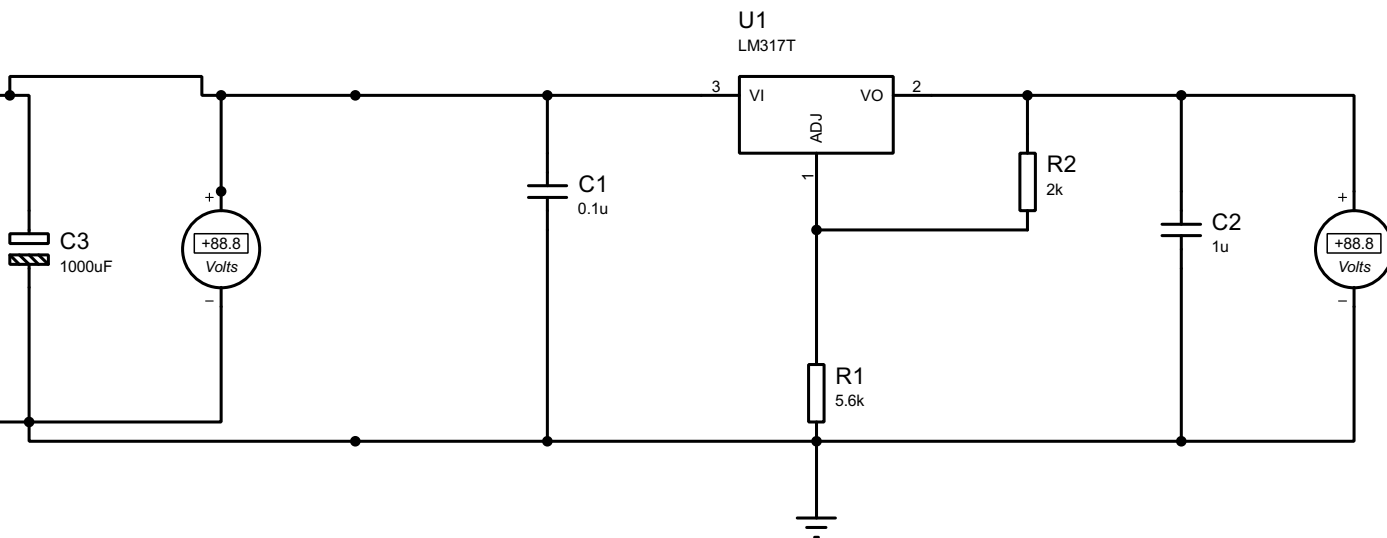 U1
LM317T
3
VI
VO
2
ADJ
1
R2
2k
C1
0.1u
+
+88.8
Volts
−
C3
1000uF
C2
1u
+
+88.8
Volts
−
R1
5.6k